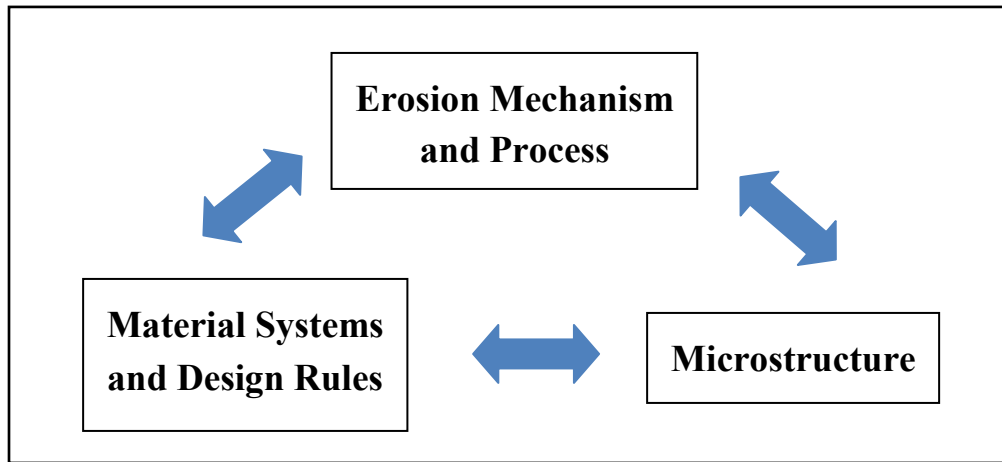 Erosion Mechanism
and Process
Material Systems
and Design Rules
Microstructure